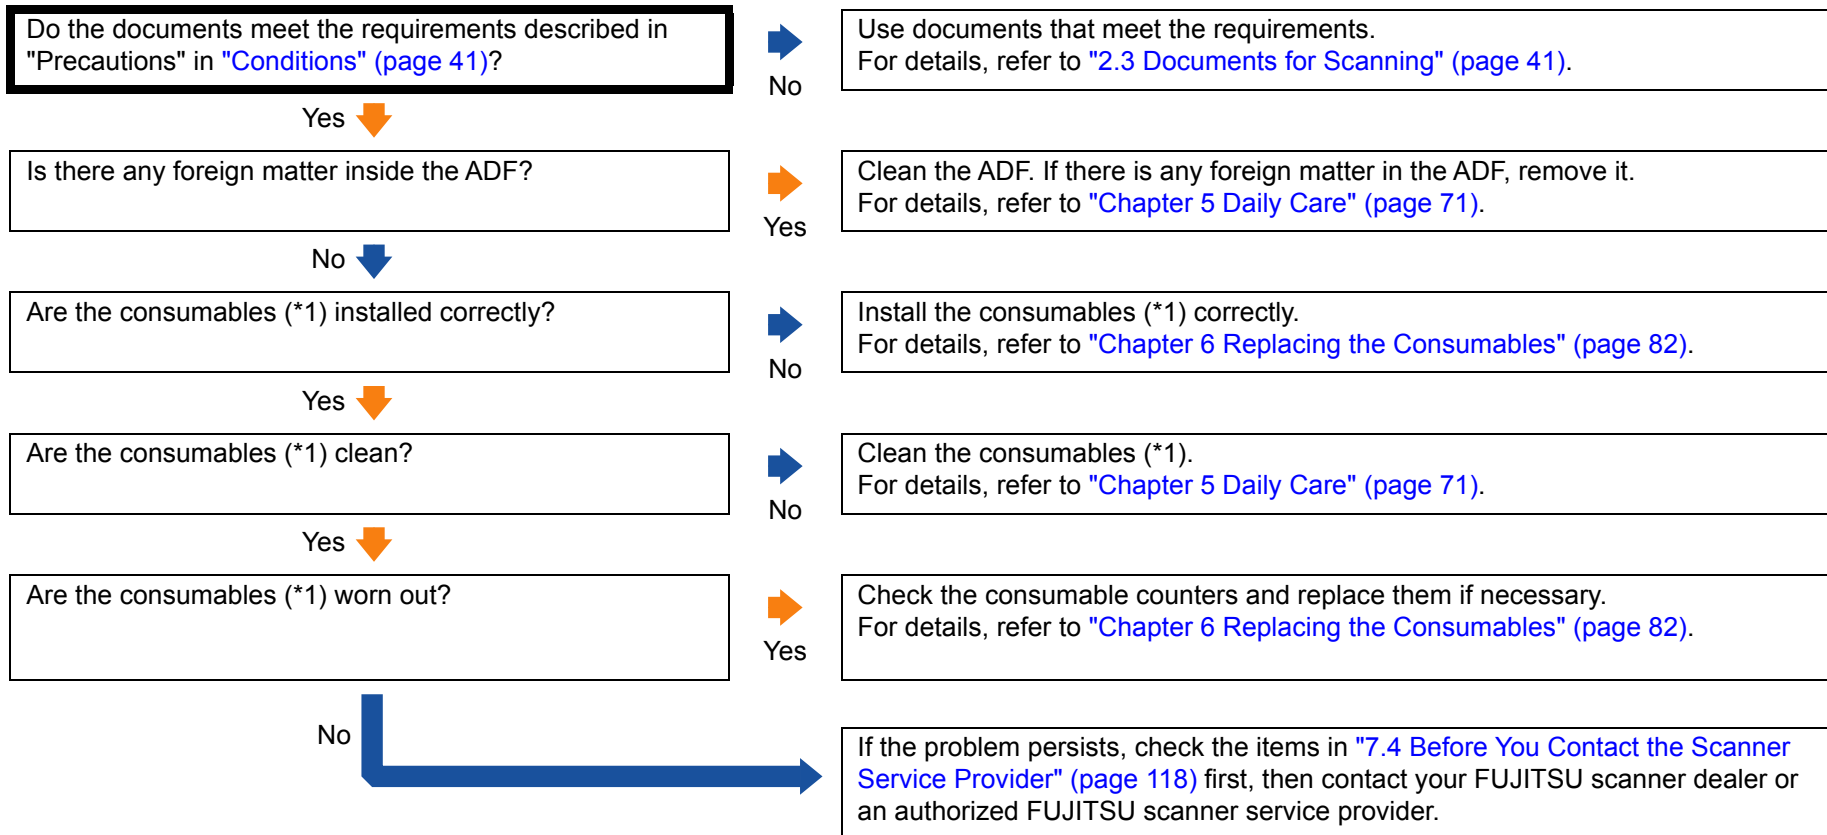 Do the documents meet the requirements described in
"Precautions" in "Conditions" (page 41)?
No
Use documents that meet the requirements.
For details, refer to "2.3 Documents for Scanning" (page 41).
Yes
Is there any foreign matter inside the ADF?
Yes
Clean the ADF. If there is any foreign matter in the ADF, remove it.
For details, refer to "Chapter 5 Daily Care" (page 71).
No
Are the consumables (*1) installed correctly?
No
Install the consumables (*1) correctly.
For details, refer to "Chapter 6 Replacing the Consumables" (page 82).
Yes
Are the consumables (*1) clean?
No
Clean the consumables (*1).
For details, refer to "Chapter 5 Daily Care" (page 71).
Yes
Are the consumables (*1) worn out?
Yes
Check the consumable counters and replace them if necessary.
For details, refer to "Chapter 6 Replacing the Consumables" (page 82).
No
If the problem persists, check the items in "7.4 Before You Contact the Scanner
Service Provider" (page 118) first, then contact your FUJITSU scanner dealer or
an authorized FUJITSU scanner service provider.